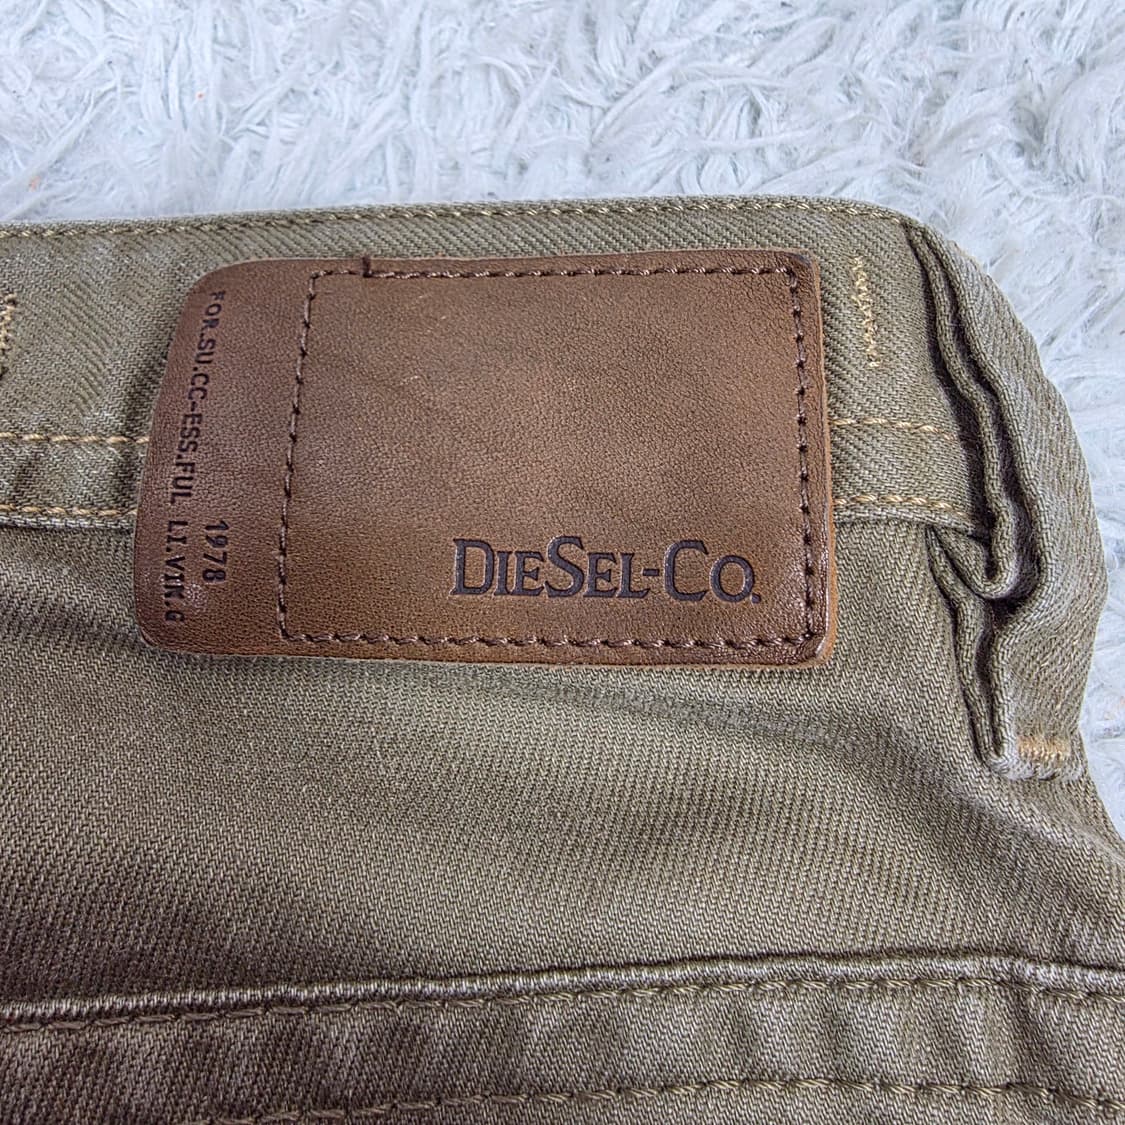 FOR.SU.CC-ESS.FUL LI.VIN.G
1978
DIESEL-CO.